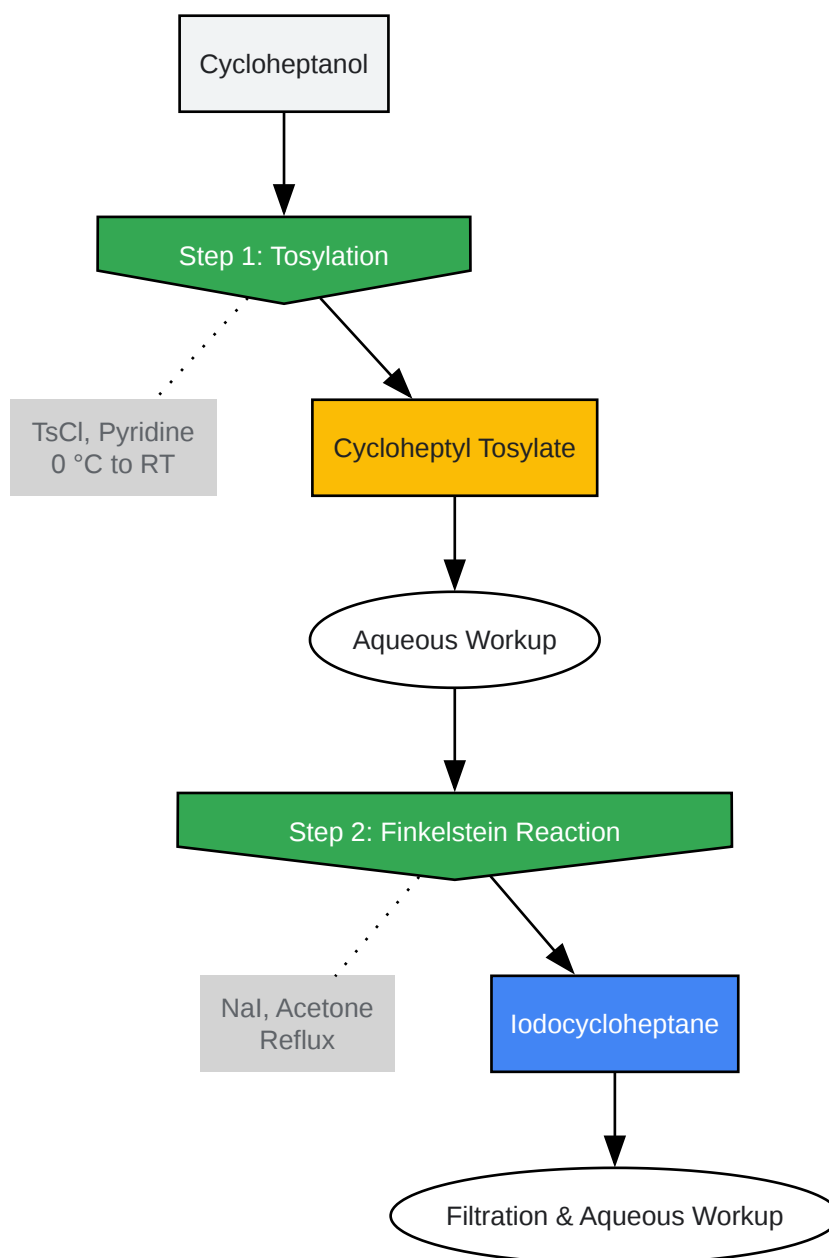 Cycloheptanol
Step 1: Tosylation
TsCl, Pyridine
0 °C to RT
Cycloheptyl Tosylate
Aqueous Workup
Step 2: Finkelstein Reaction
NaI, Acetone
Reflux
Iodocycloheptane
Filtration & Aqueous Workup